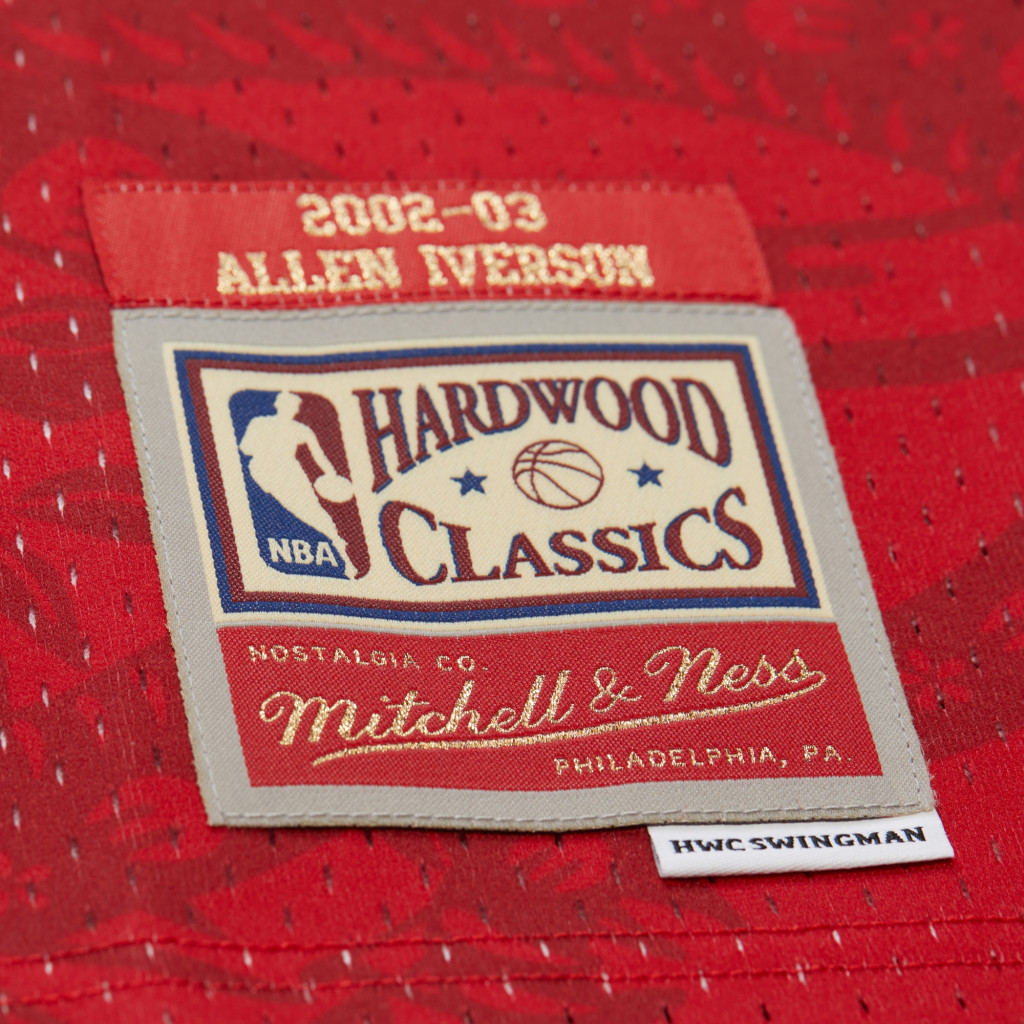 2002-03
ALLEN IVERSON
HARDWOOD
CLASSICS
NBA
NOSTALGIA CO.
Mitchell & Ness
PHILADELPHIA, PA.
HWC SWINGMAN